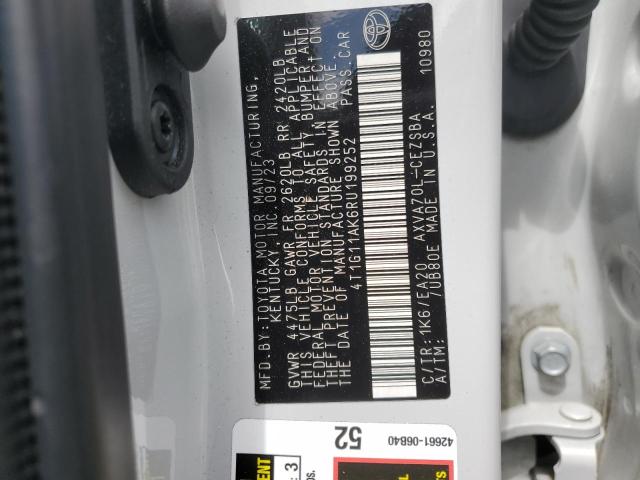 MFD.BY: TOYOTA MOTOR MANUFACTURING,
KENTUCKY, INC. 09/23
GVWR 4475LB GAWR FR 2620LB RR 2420LB
THIS VEHICLE CONFORMS TO ALL APPLICABLE
FEDERAL MOTOR VEHICLE SAFETY, BUMPER AND
THEFT PREVENTION STANDARDS IN EFFECT ON
THE DATE OF MANUFACTURE SHOWN ABOVE.
4T1G11AK6RU199252 PASS.CAR
C/TR: 1K6/EA20 AXVA70L-CEZSBA
A/TM: 7UB80E MADE IN U.S.A. 10980
42661-06B40
52